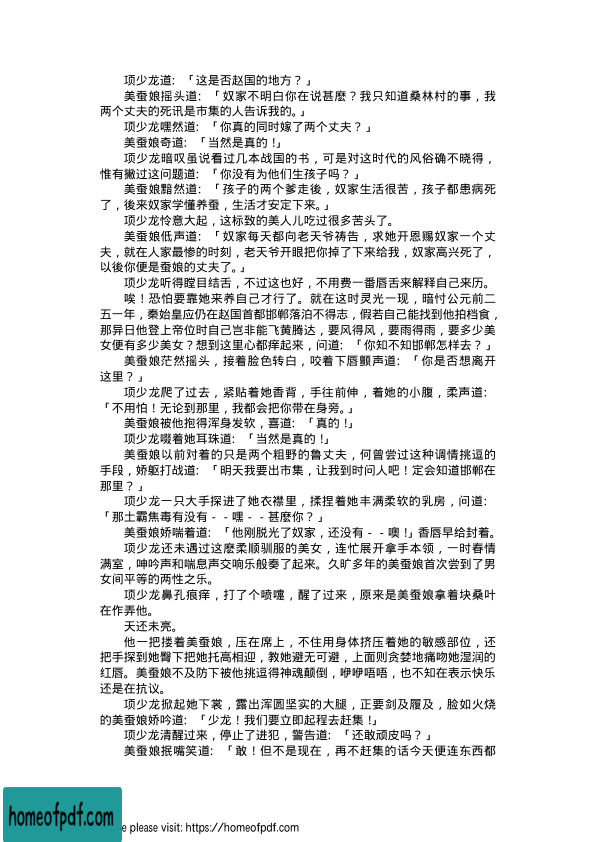 项少龙道：「这是否赵国的地方？」
美蚕娘摇头道：「奴家不明白你在说甚麽？我只知道桑林村的事，我
两个丈夫的死讯是市集的人告诉我的。」
项少龙嘿然道：「你真的同时嫁了两个丈夫？」
美蚕娘奇道：「当然是真的！」
项少龙暗叹虽说看过几本战国的书，可是对这时代的风俗确不晓得，
惟有撇过这问题道：「你没有为他们生孩子吗？」
美蚕娘黯然道：「孩子的两个爹走後，奴家生活很苦，孩子都患病死
了，後来奴家学懂养蚕，生活才安定下来。」
项少龙怜意大起，这标致的美人儿吃过很多苦头了。
美蚕娘低声道：「奴家每天都向老天爷祷告，求她开恩赐奴家一个丈
夫，就在人家最惨的时刻，老天爷开眼把你掉了下来给我，奴家高兴死了，
以後你便是蚕娘的丈夫了。」
项少龙听得瞠目结舌，不过这也好，不用费一番唇舌来解释自己来历。
唉！恐怕要靠她来养自己才行了。就在这时灵光一现，暗忖公元前二
五一年，秦始皇应仍在赵国首都邯郸落泊不得志，假若自己能找到他拍档食，
那异日他登上帝位时自己岂非能飞黄腾达，要风得风，要雨得雨，要多少美
女便有多少美女？想到这里心都痒起来，问道：「你知不知邯郸怎样去？」
美蚕娘茫然摇头，接着脸色转白，咬着下唇颤声道：「你是否想离开
这里？」
项少龙爬了过去，紧贴着她香背，手往前伸，着她的小腹，柔声道：
「不用怕！无论到那里，我都会把你带在身旁。」
美蚕娘被他抱得浑身发软，喜道：「真的！」
项少龙啜着她耳珠道：「当然是真的！」
美蚕娘以前对着的只是两个粗野的鲁丈夫，何曾尝过这种调情挑逗的
手段，娇躯打战道：「明天我要出市集，让我到时问人吧！定会知道邯郸在
那里？」
项少龙一只大手探进了她衣襟里，揉捏着她丰满柔软的乳房，问道：
「那土霸焦毒有没有－－嘿－－甚麽你？」
美蚕娘娇喘着道：「他刚脱光了奴家，还没有－－噢！」香唇早给封着。
项少龙还未遇过这麽柔顺驯服的美女，连忙展开拿手本领，一时春情
满室，呻吟声和喘息声交响乐般奏了起来。久旷多年的美蚕娘首次尝到了男
女间平等的两性之乐。
项少龙鼻孔痕痒，打了个喷嚏，醒了过来，原来是美蚕娘拿着块桑叶
在作弄他。
天还未亮。
他一把搂着美蚕娘，压在席上，不住用身体挤压着她的敏感部位，还
把手探到她臀下把她托高相迎，教她避无可避，上面则贪婪地痛吻她湿润的
红唇。美蚕娘不及防下被他挑逗得神魂颠倒，咿咿唔唔，也不知在表示快乐
还是在抗议。
项少龙掀起她下裳，露出浑圆坚实的大腿，正要剑及履及，脸如火烧
的美蚕娘娇吟道：「少龙！我们要立即起程去赶集！」
项少龙清醒过来，停止了进犯，警告道：「还敢顽皮吗？」
美蚕娘抿嘴笑道：「敢！但不是现在，再不赶集的话今天便连东西都
homeofpdf.com
e please visit: https://homeofpdf.com